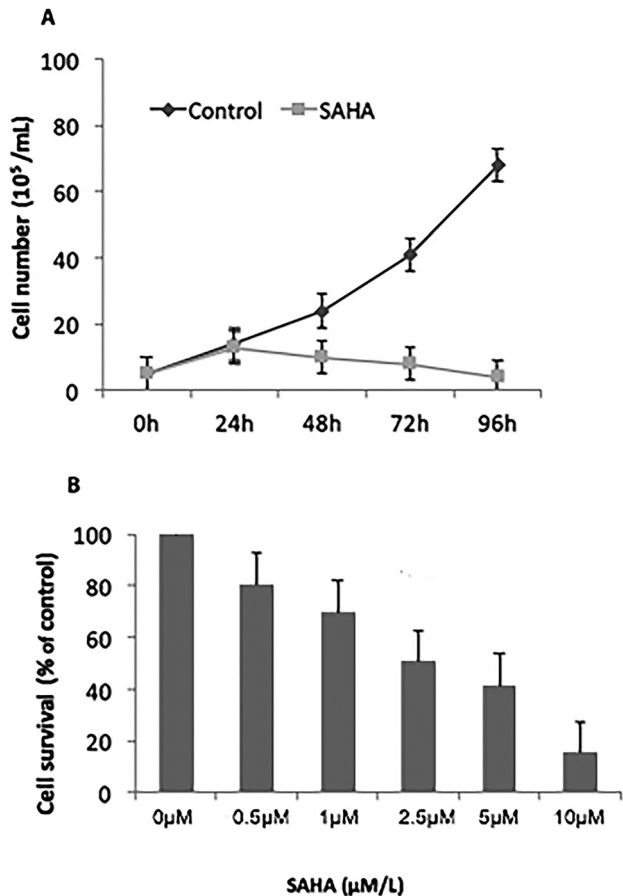 A
100
80
60
40
20
0
Cell number (10⁵/mL)
Control SAHA
0h 24h 48h 72h 96h
B
100
80
60
40
20
0
Cell survival (% of control)
0µM 0.5µM 1µM 2.5µM 5µM 10µM
SAHA (µM/L)